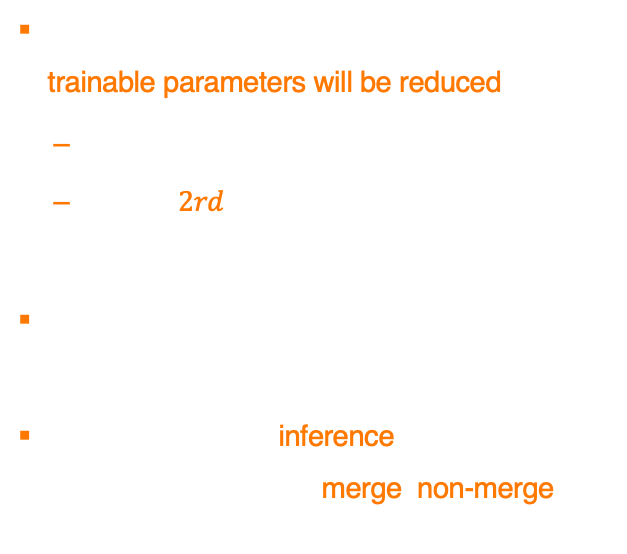 trainable parameters will be reduced
2rd
inference
merge non-merge